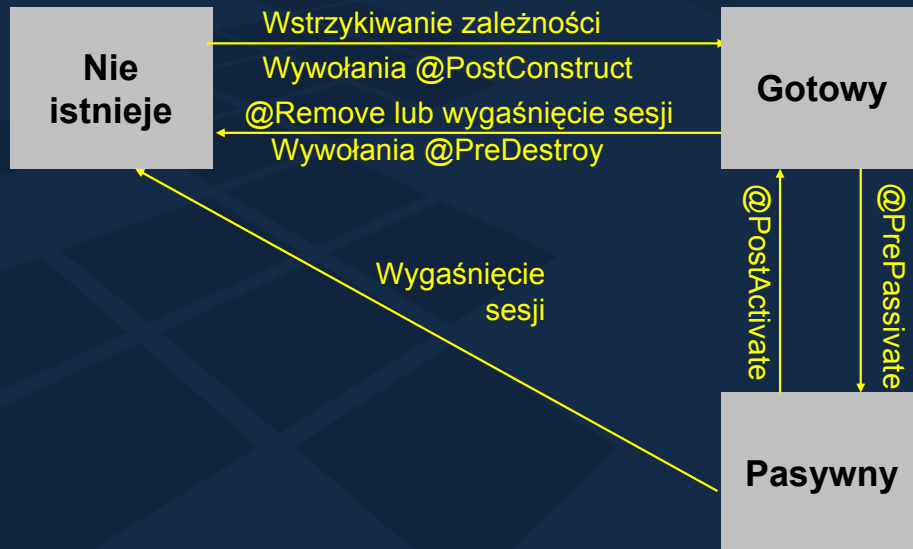 Wstrzykiwanie zależności
Nie
istnieje
Wywołania @PostConstruct
Gotowy
@Remove lub wygaśnięcie sesji
Wywołania @PreDestroy
@PostActivate
@PrePassivate
Wygaśnięcie
sesji
Pasywny